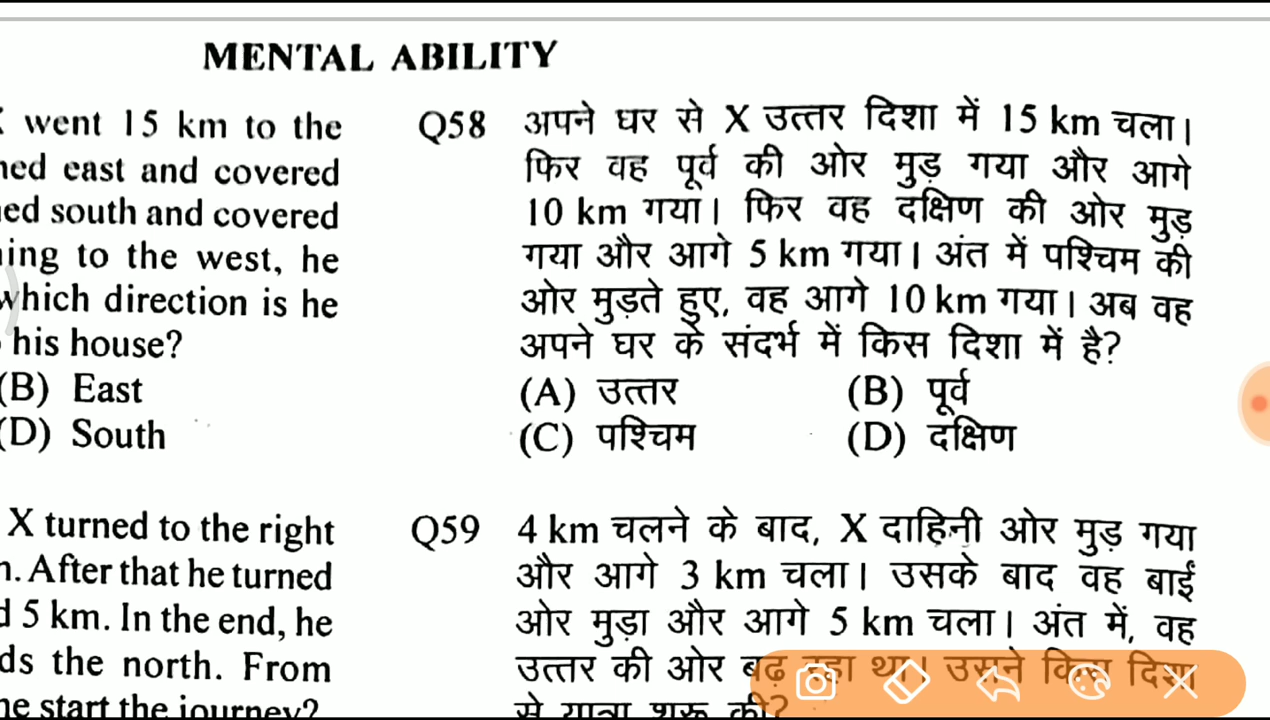 MENTAL ABILITY
went 15 km to the
east and covered
south and covered
to the west, he
which direction is he
his house?
(B) East
(D) South
X turned to the right
After that he turned
5 km. In the end, he
the north. From
start the journey?
Q58 अपने घर से X उत्तर दिशा में 15 km चला।
फिर वह पूर्व की ओर मुड़ गया और आगे
10 km गया। फिर वह दक्षिण की ओर मुड़
गया और आगे 5 km गया। अंत में पश्चिम की
ओर मुड़ते हुए, वह आगे 10 km गया। अब वह
अपने घर के संदर्भ में किस दिशा में है?
(A) उत्तर (B) पूर्व
(C) पश्चिम (D) दक्षिण
Q59 4 km चलने के बाद, X दाहिनी ओर मुड़ गया
और आगे 3 km चला। उसके बाद वह बाईं
ओर मुड़ा और आगे 5 km चला। अंत में, वह
उत्तर की ओर बढ़ रहा था। उसने किस दिशा
से यात्रा शुरू की?